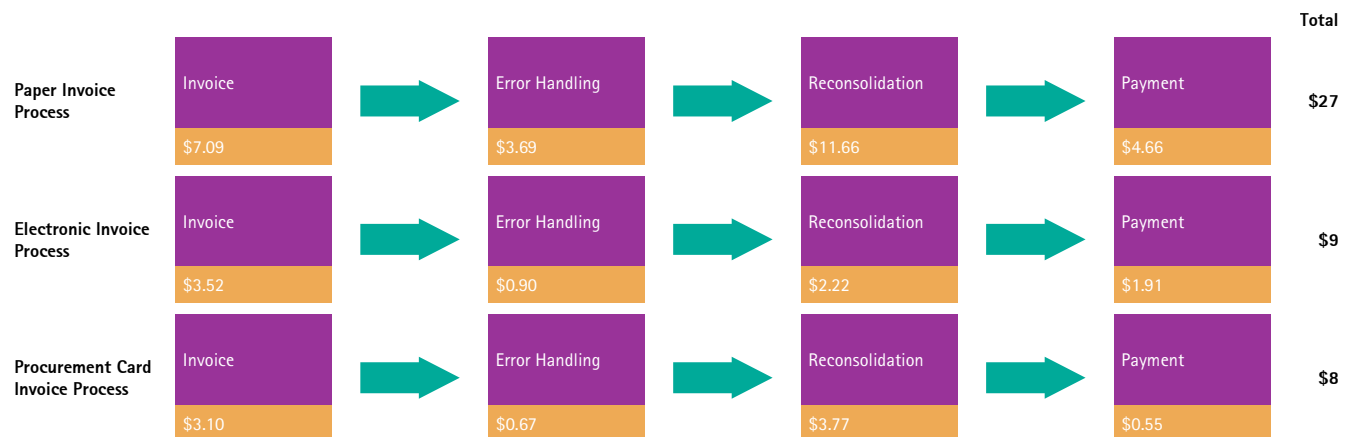 Total
Paper Invoice
Process
Invoice
$7.09
Error Handling
$3.69
Reconsolidation
$11.66
Payment
$4.66
$27
Electronic Invoice
Process
Invoice
$3.52
Error Handling
$0.90
Reconsolidation
$2.22
Payment
$1.91
$9
Procurement Card
Invoice Process
Invoice
$3.10
Error Handling
$0.67
Reconsolidation
$3.77
Payment
$0.55
$8